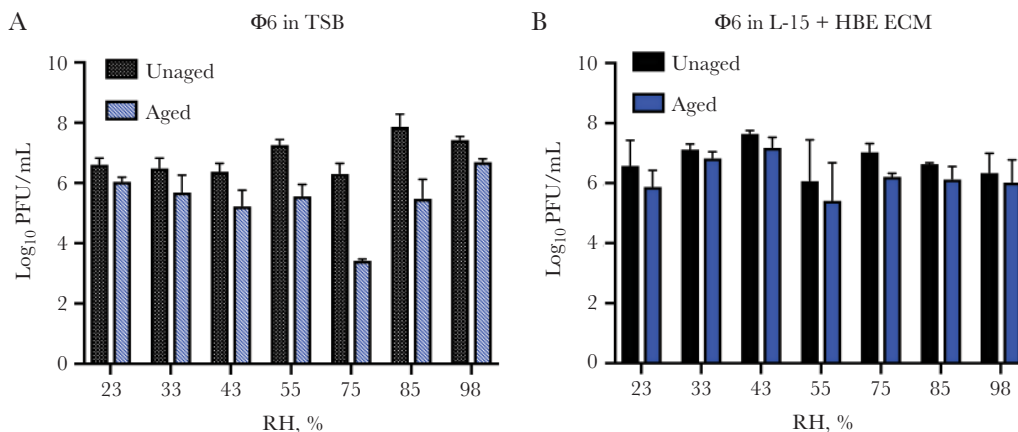 A
Φ6 in TSB
10
8
6
4
2
0
Log10 PFU/mL
Unaged
Aged
23 33 43 55 75 85 98
RH, %
B
Φ6 in L-15 + HBE ECM
10
8
6
4
2
0
Log10 PFU/mL
Unaged
Aged
23 33 43 55 75 85 98
RH, %